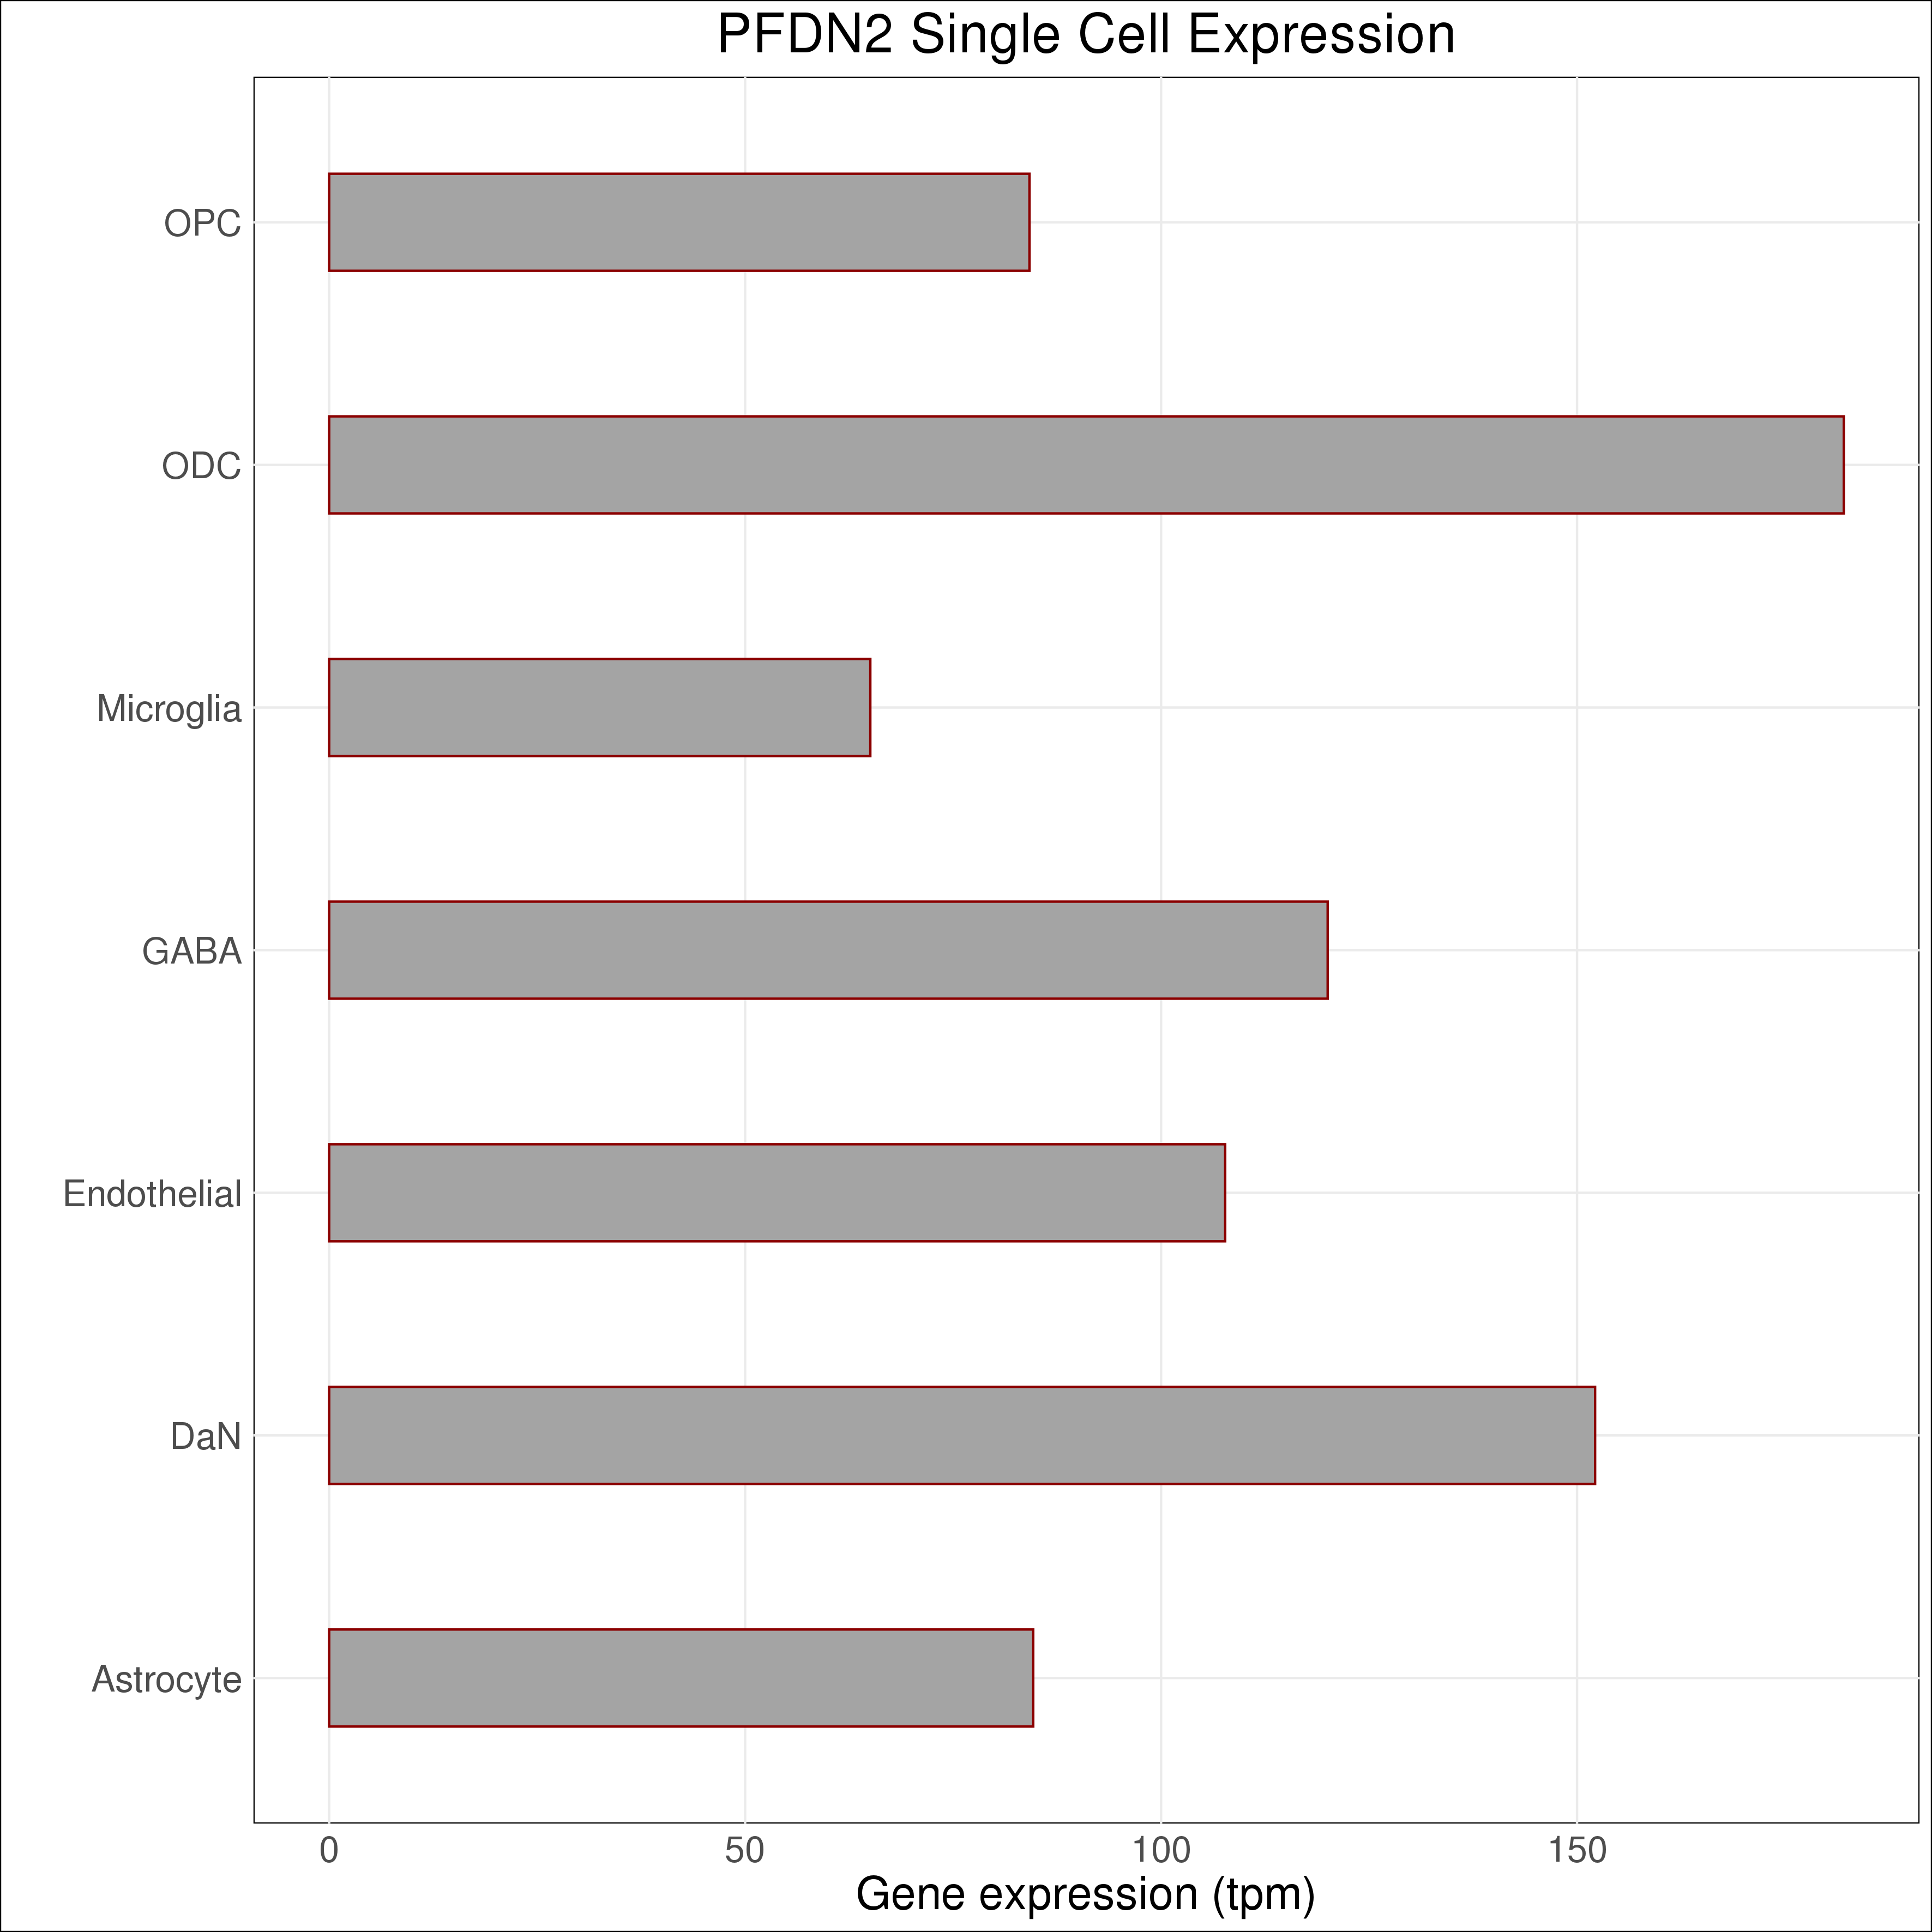 PFDN2 Single Cell Expression
OPC
ODC
Microglia
GABA
Endothelial
DaN
Astrocyte
0 50 100 150
Gene expression (tpm)